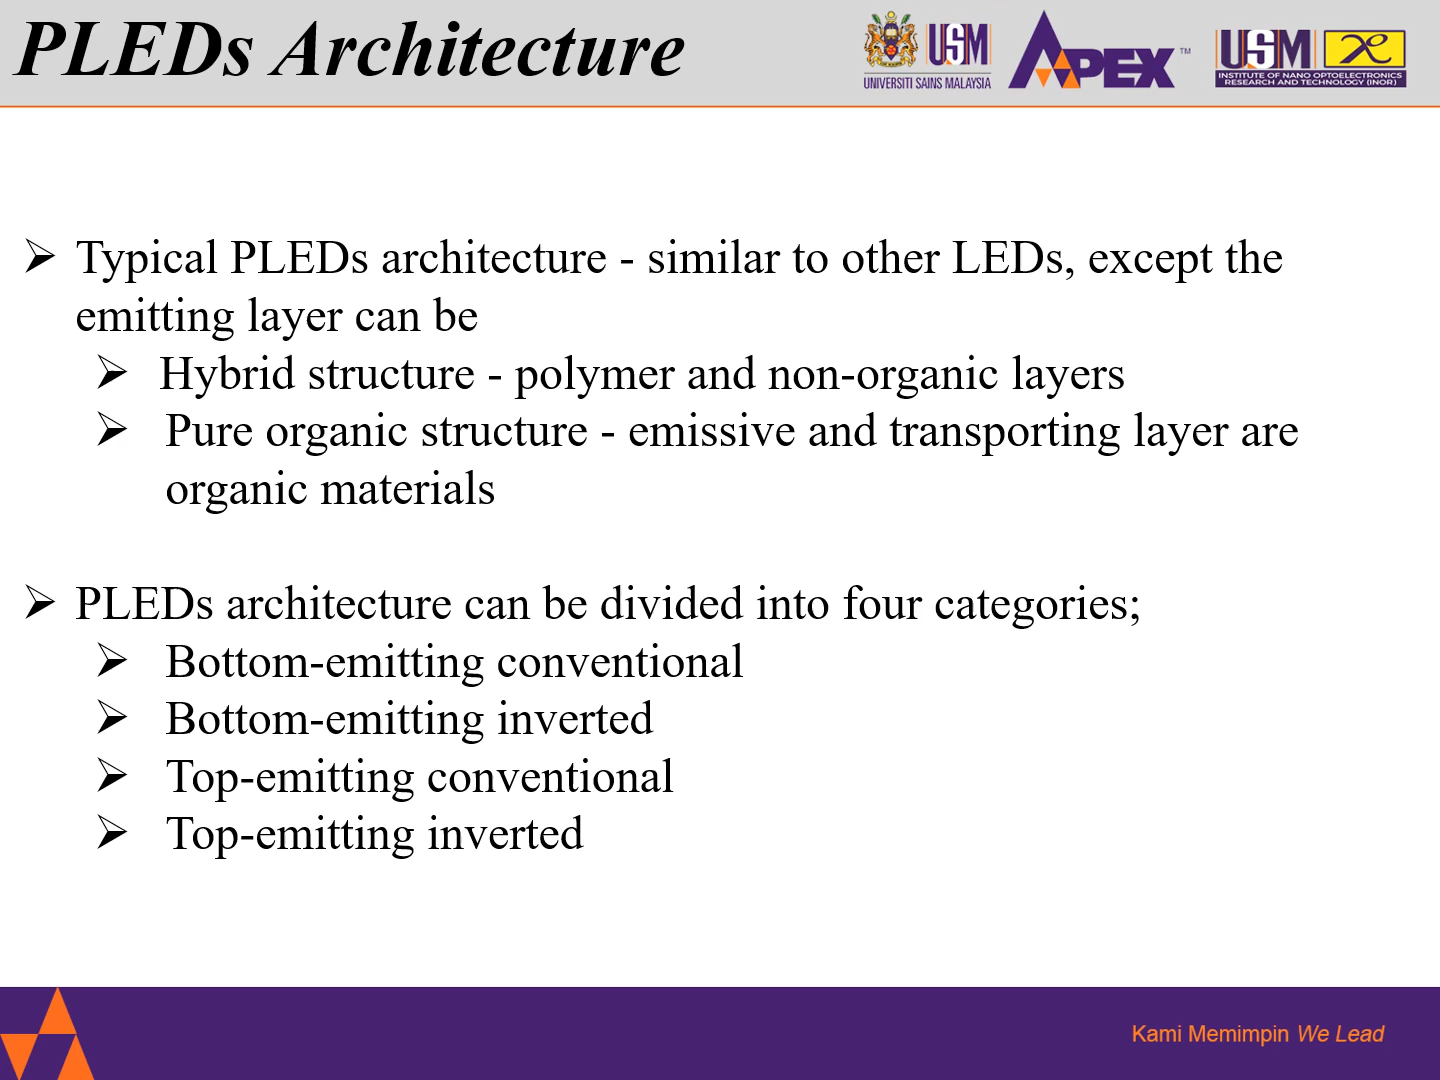 PLEDs Architecture
USM
UNIVERSITI SAINS MALAYSIA
APEX™
USM
INSTITUTE OF NANO OPTOELECTRONICS
RESEARCH AND TECHNOLOGY (INOR)
➢ Typical PLEDs architecture - similar to other LEDs, except the
emitting layer can be
➢ Hybrid structure - polymer and non-organic layers
➢ Pure organic structure - emissive and transporting layer are
organic materials
➢ PLEDs architecture can be divided into four categories;
➢ Bottom-emitting conventional
➢ Bottom-emitting inverted
➢ Top-emitting conventional
➢ Top-emitting inverted
Kami Memimpin We Lead